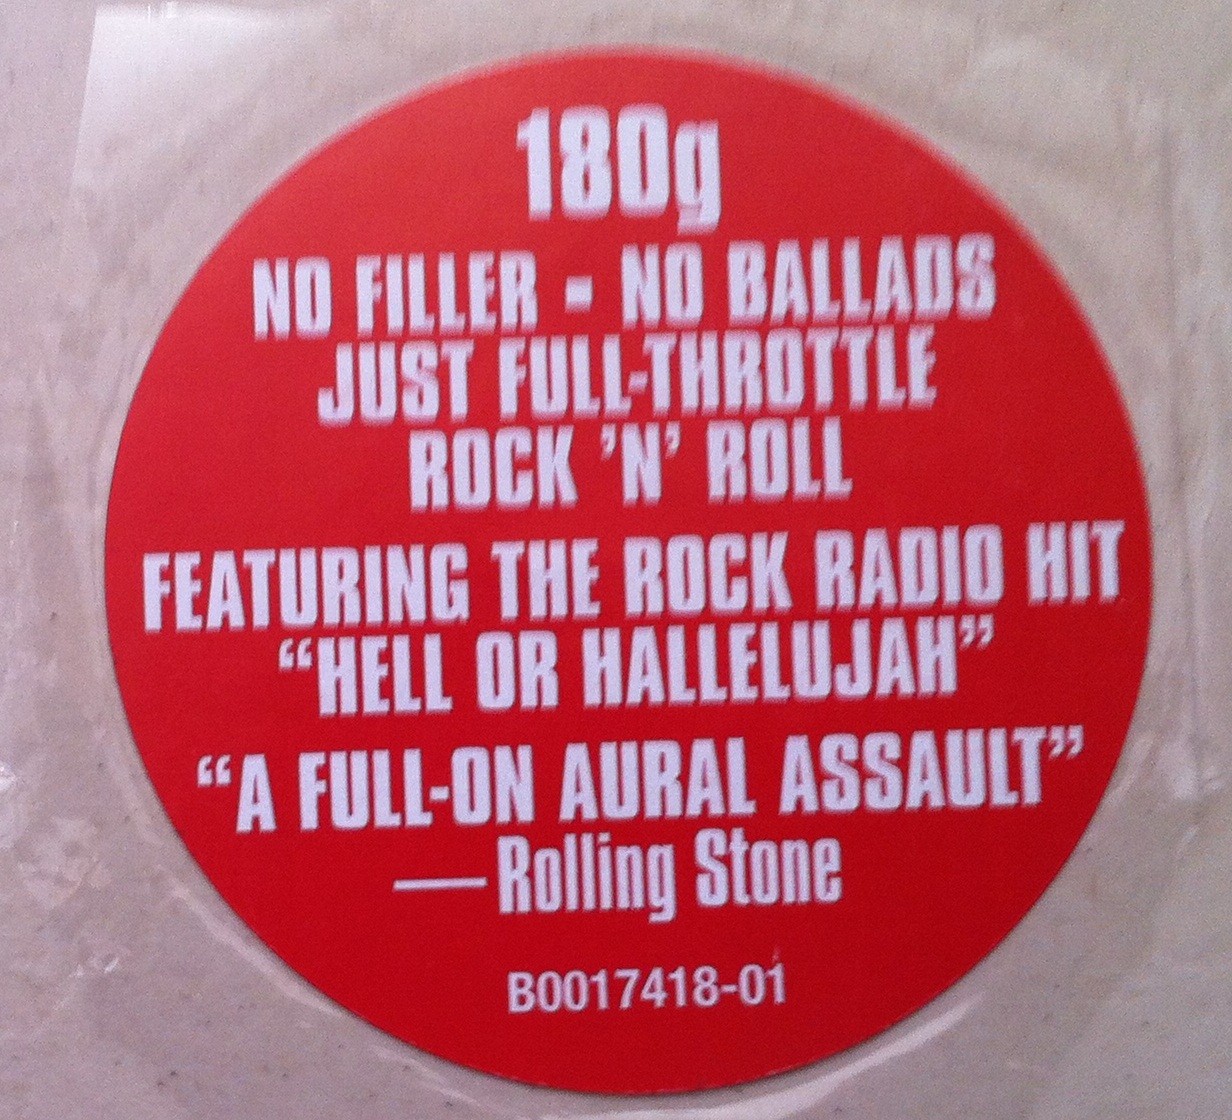 180g
NO FILLER - NO BALLADS
JUST FULL-THROTTLE
ROCK ’N’ ROLL
FEATURING THE ROCK RADIO HIT
“HELL OR HALLELUJAH”
“A FULL-ON AURAL ASSAULT”
—Rolling Stone
B0017418-01